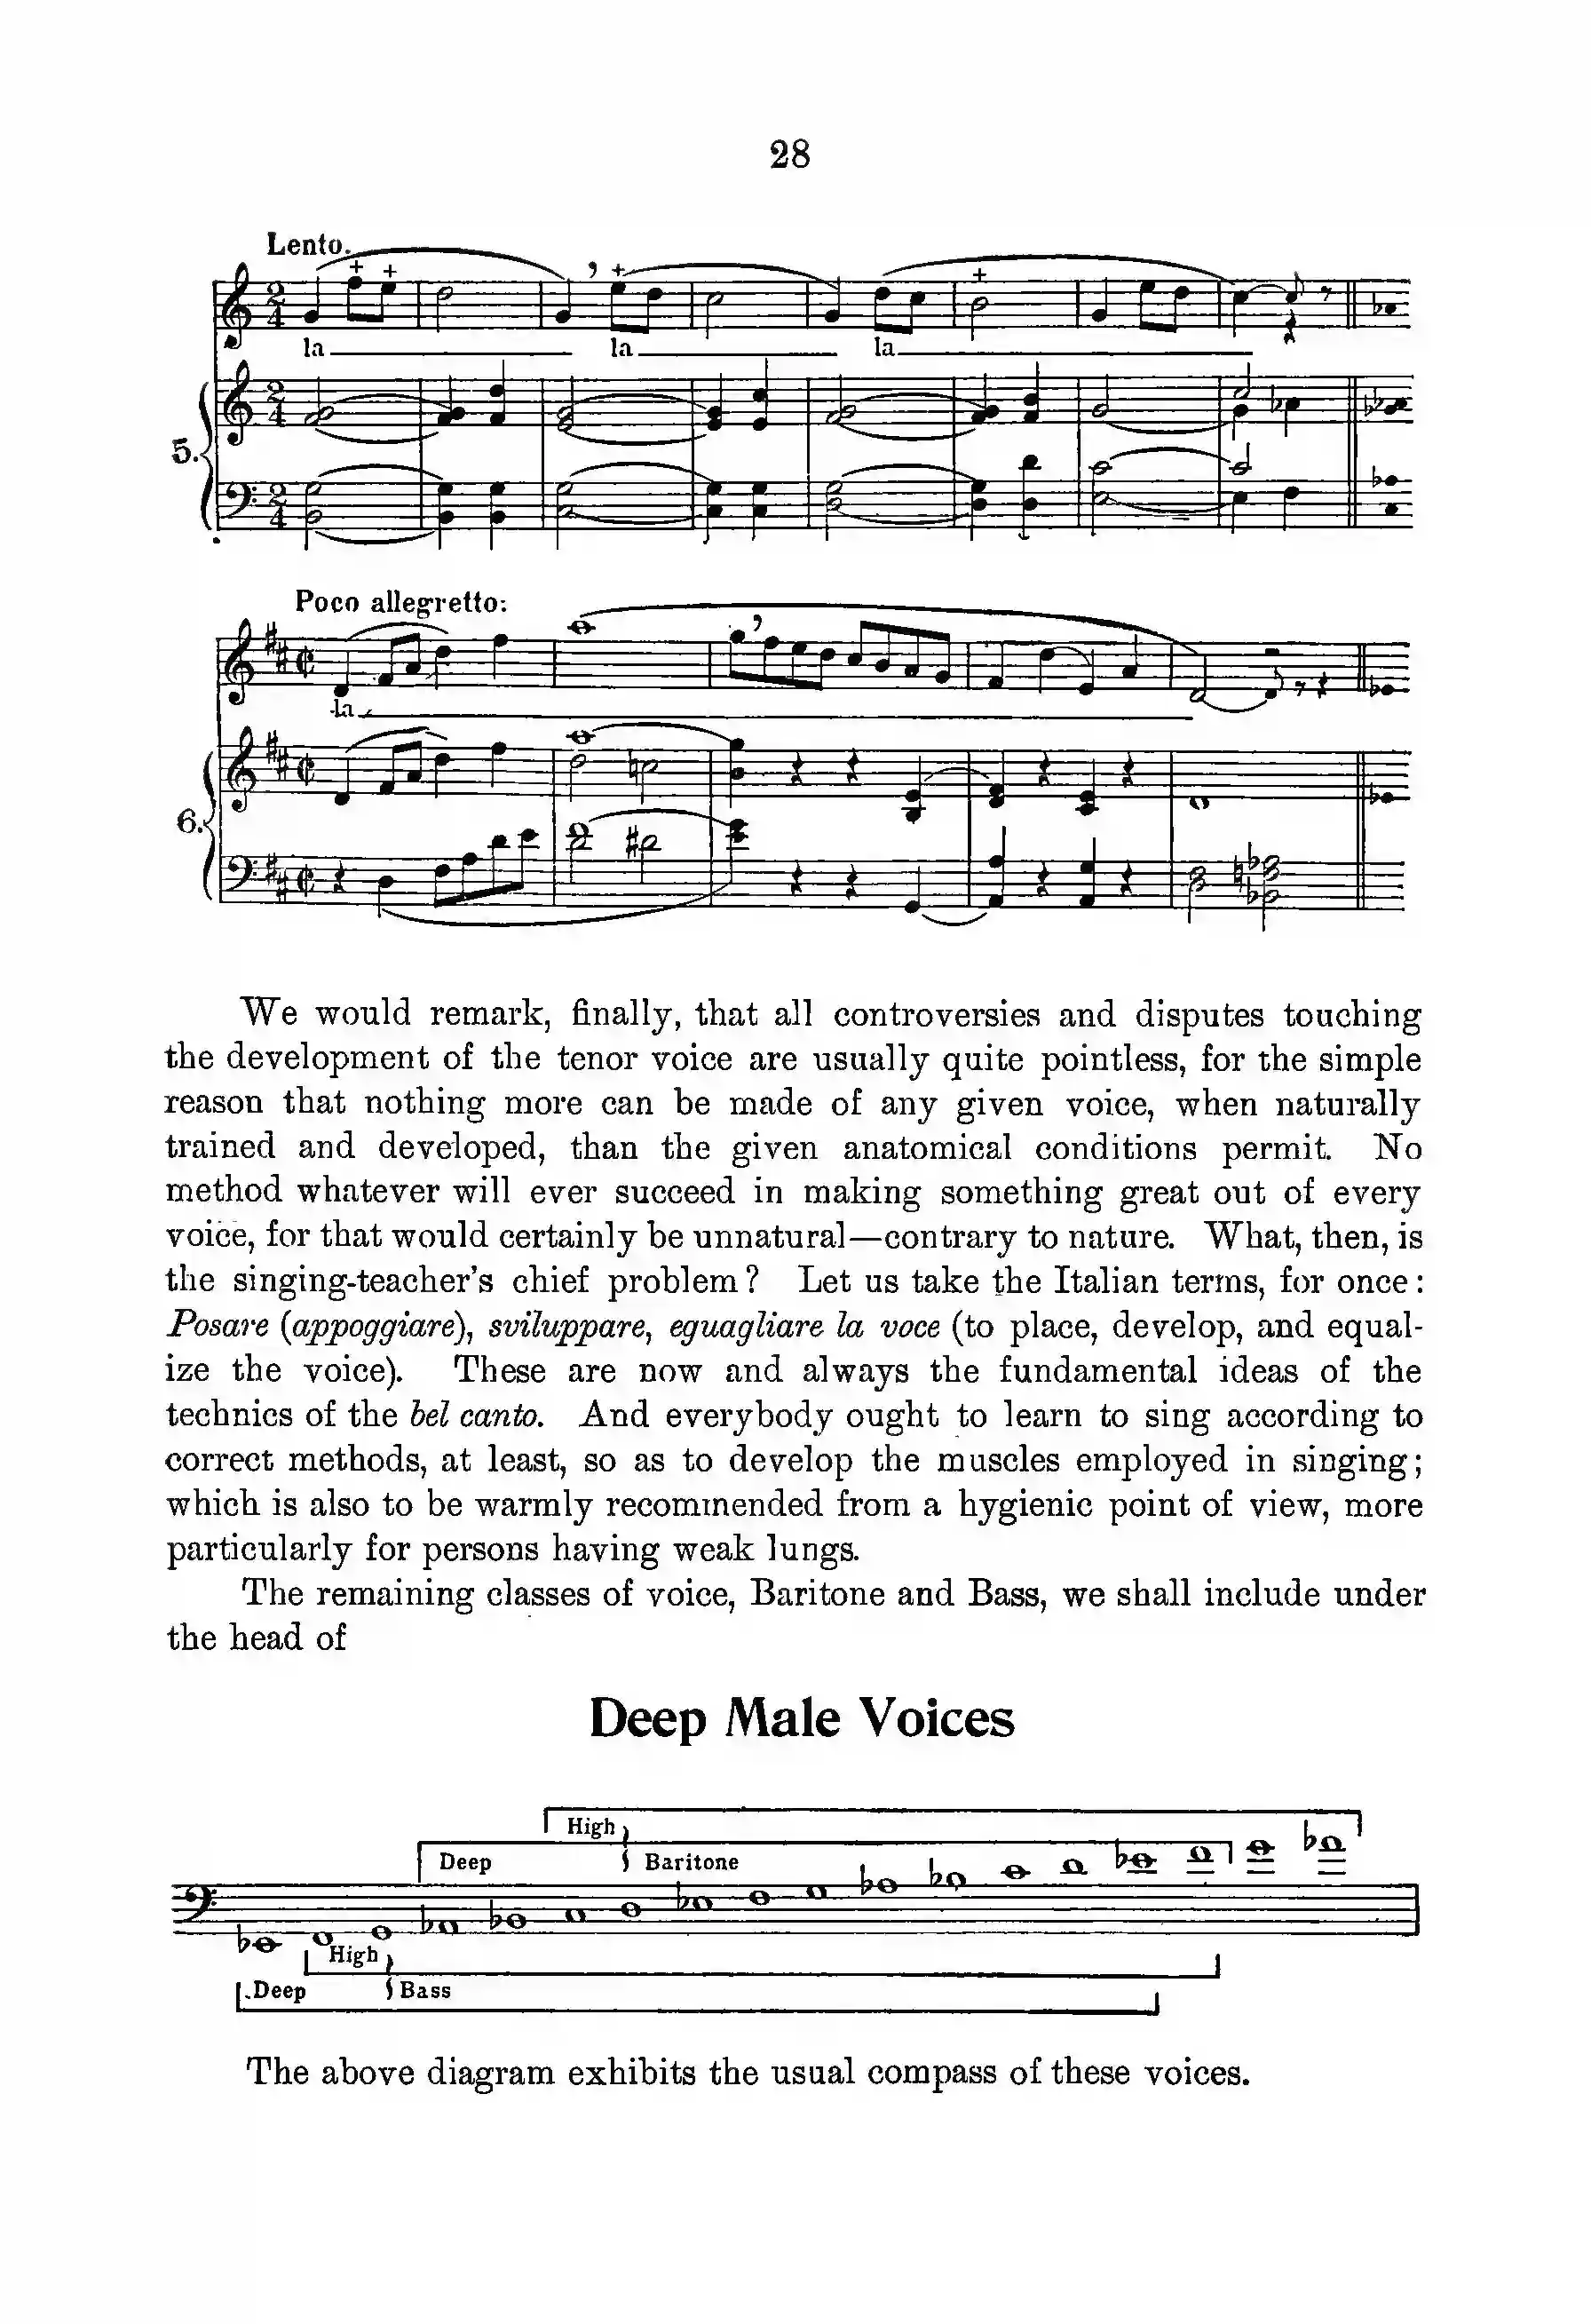 28
Lento.
la la la
5.
Poco allegretto:
la
6.
We would remark, finally, that all controversies and disputes touching
the development of the tenor voice are usually quite pointless, for the simple
reason that nothing more can be made of any given voice, when naturally
trained and developed, than the given anatomical conditions permit. No
method whatever will ever succeed in making something great out of every
voice, for that would certainly be unnatural—contrary to nature. What, then, is
the singing-teacher's chief problem? Let us take the Italian terms, for once:
Posare (appoggiare), sviluppare, eguagliare la voce (to place, develop, and equal-
ize the voice). These are now and always the fundamental ideas of the
technics of the bel canto. And everybody ought to learn to sing according to
correct methods, at least, so as to develop the muscles employed in singing;
which is also to be warmly recommended from a hygienic point of view, more
particularly for persons having weak lungs.
The remaining classes of voice, Baritone and Bass, we shall include under
the head of
Deep Male Voices
High
Deep Baritone
High
Deep Bass
The above diagram exhibits the usual compass of these voices.